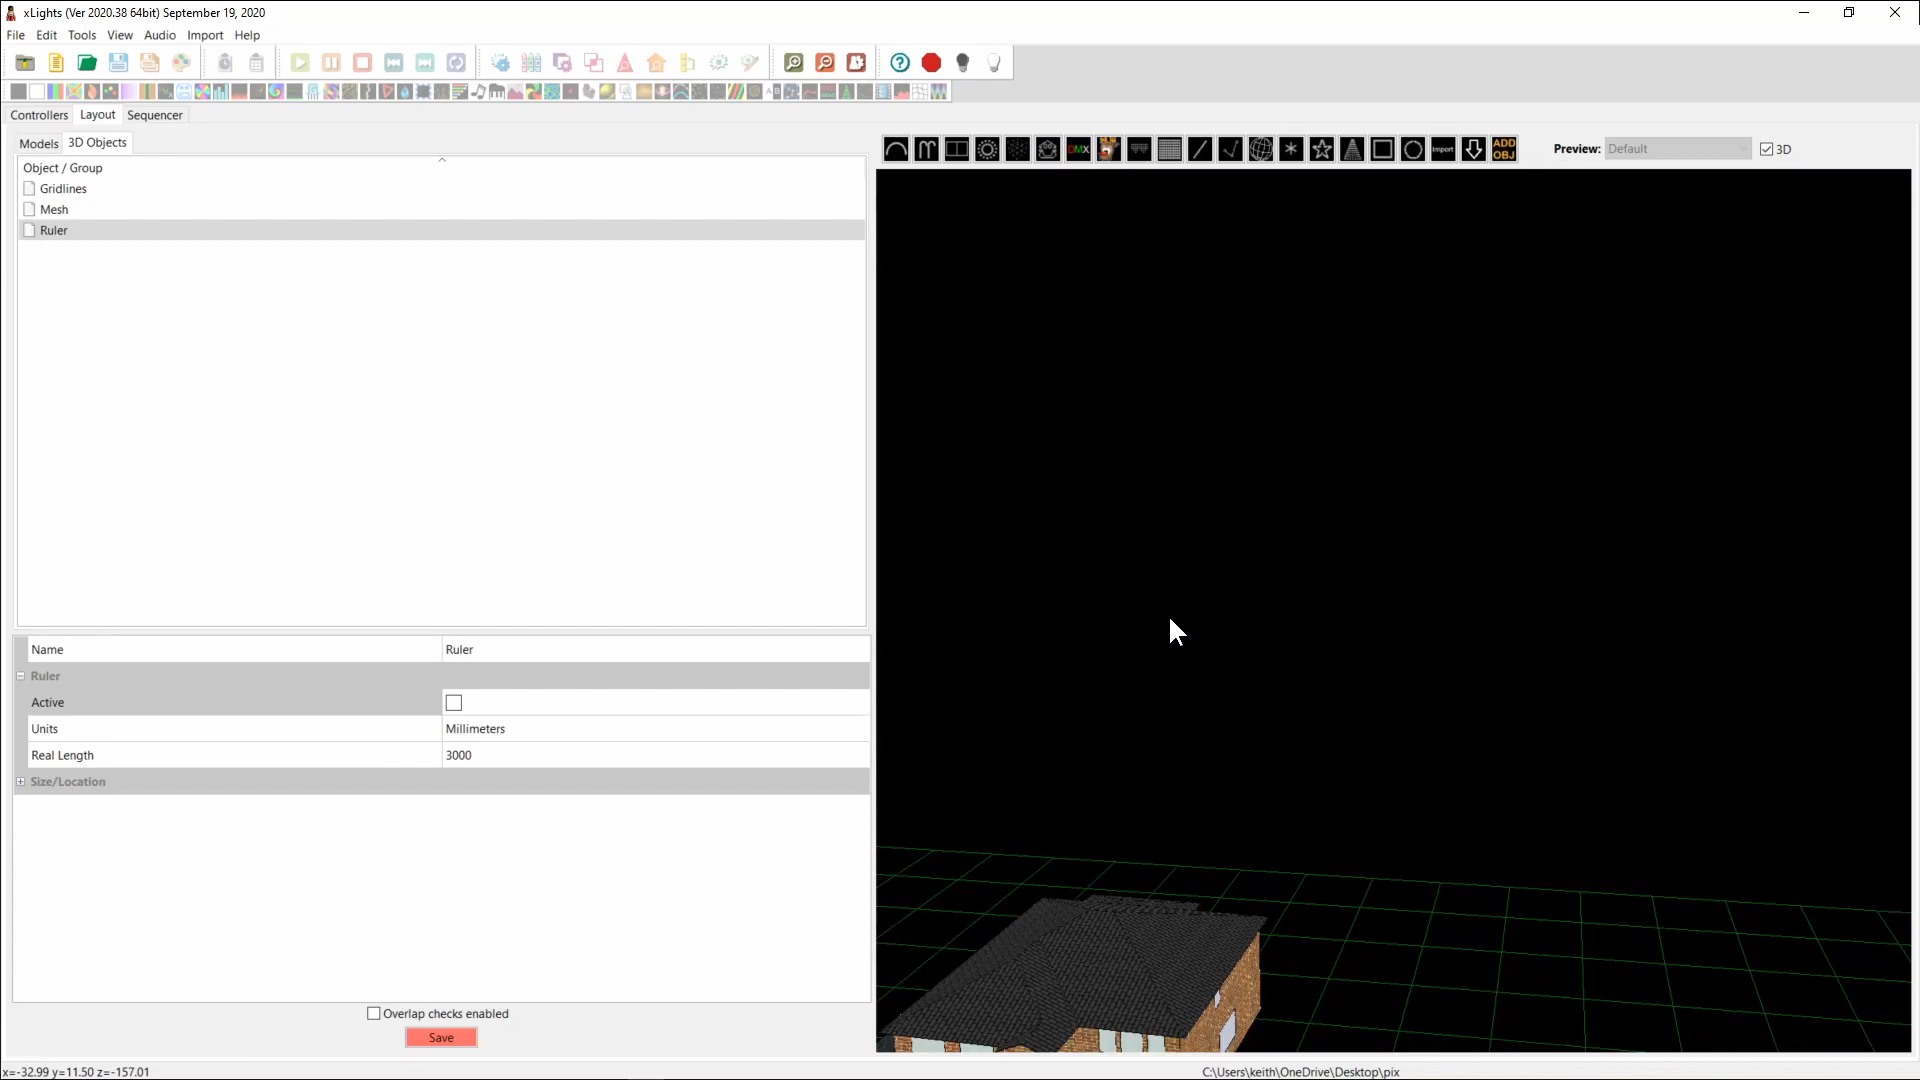 xLights (Ver 2020.38 64bit) September 19, 2020
File Edit Tools View Audio Import Help
Controllers Layout Sequencer
Models 3D Objects
DMX
Import
ADD OBJ
Preview: Default 3D
Object / Group
Gridlines
Mesh
Ruler
Name Ruler
Ruler
Active
Units Millimeters
Real Length 3000
Size/Location
Overlap checks enabled
Save
x=-32.99 y=11.50 z=-157.01 C:\Users\keith\OneDrive\Desktop\pix